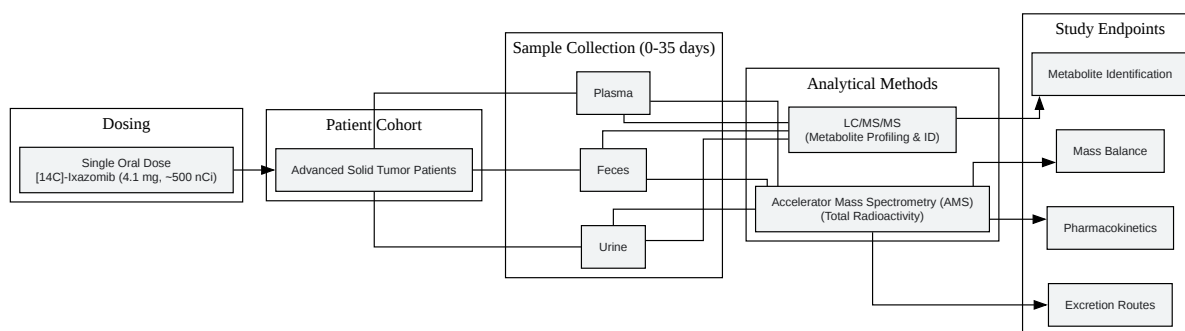 Dosing
Single Oral Dose
[14C]-Ixazomib (4.1 mg, ~500 nCi)
Patient Cohort
Advanced Solid Tumor Patients
Sample Collection (0-35 days)
Plasma
Feces
Urine
Analytical Methods
LC/MS/MS
(Metabolite Profiling & ID)
Accelerator Mass Spectrometry (AMS)
(Total Radioactivity)
Study Endpoints
Metabolite Identification
Mass Balance
Pharmacokinetics
Excretion Routes